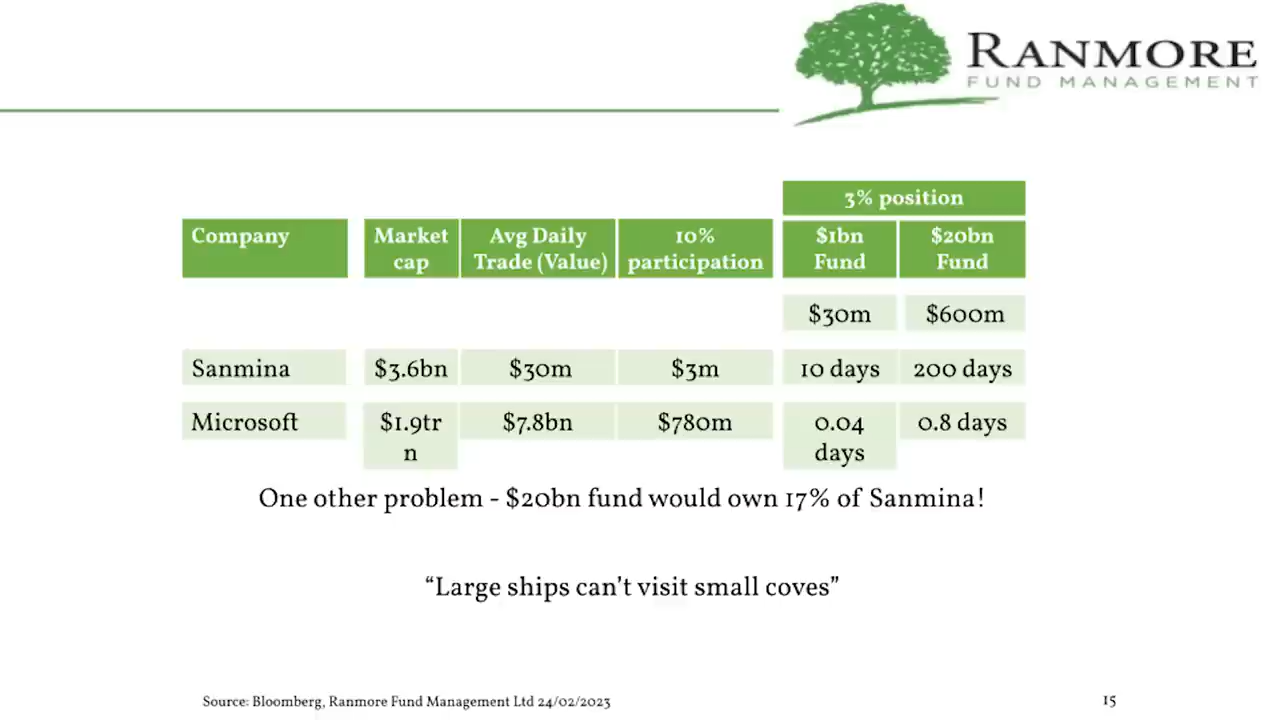 RANMORE
FUND MANAGEMENT
3% position
Company Market cap Avg Daily Trade (Value) 10% participation $1bn Fund $20bn Fund
$30m $600m
Sanmina $3.6bn $30m $3m 10 days 200 days
Microsoft $1.9trn $7.8bn $780m 0.04 days 0.8 days
One other problem - $20bn fund would own 17% of Sanmina!
“Large ships can’t visit small coves”
Source: Bloomberg, Ranmore Fund Management Ltd 24/02/2023 15